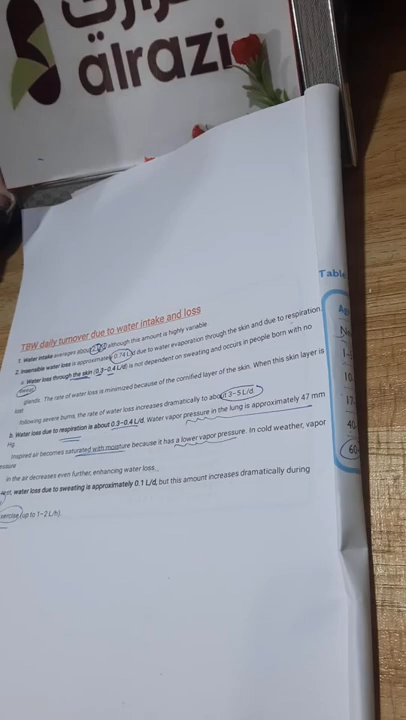 الرازي
alrazi
Table
TBW daily turnover due to water intake and loss
1. Water intake averages about although this amount is highly variable
2. Insensible water loss is approximately 0.74 L/d due to water evaporation through the skin and due to respiration.
a. Water loss through the skin (0.3-0.4 L/d) is not dependent on sweating and occurs in people born with no
glands. The rate of water loss is minimized because of the cornified layer of the skin. When this skin layer is
lost
following severe burns, the rate of water loss increases dramatically to about 3-5 L/d.
b. Water loss due to respiration is about 0.3-0.4 L/d. Water vapor pressure in the lung is approximately 47 mm
Hg.
Inspired air becomes saturated with moisture because it has a lower vapor pressure. In cold weather, vapor
essure
in the air decreases even further, enhancing water loss.
water loss due to sweating is approximately 0.1 L/d, but this amount increases dramatically during
xercise (up to 1-2 L/h).
Ag
1-
10
17
40
60